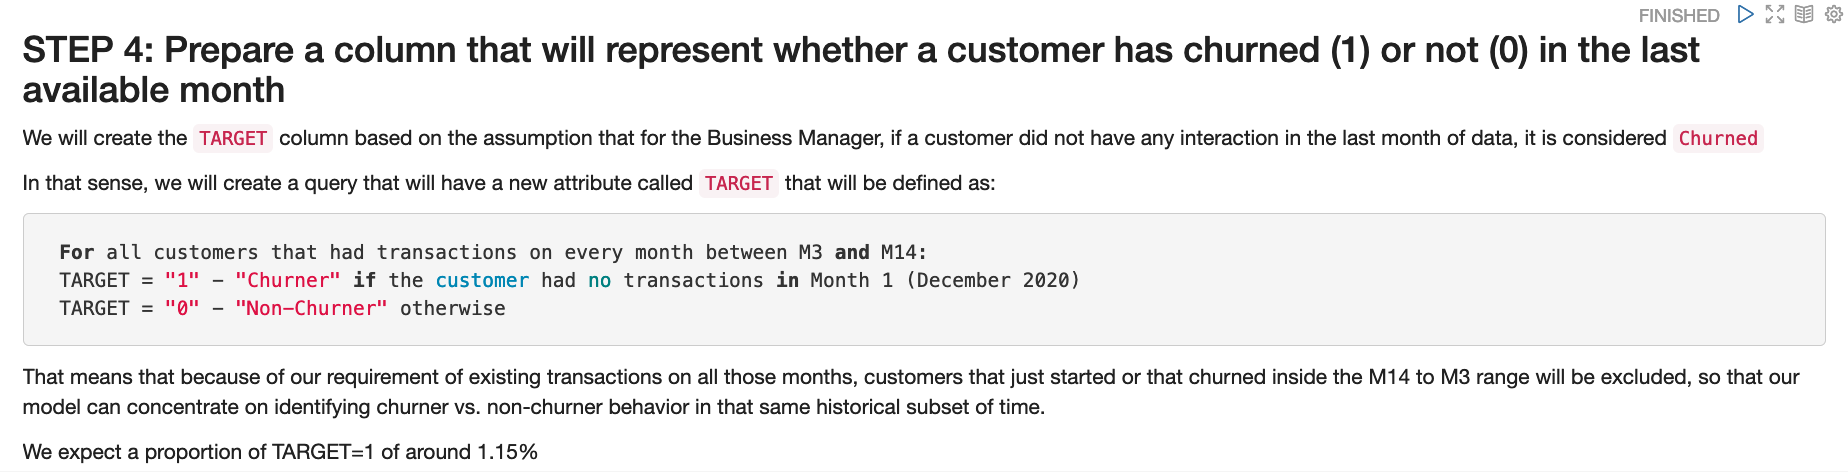 FINISHED
STEP 4: Prepare a column that will represent whether a customer has churned (1) or not (0) in the last
available month
We will create the TARGET column based on the assumption that for the Business Manager, if a customer did not have any interaction in the last month of data, it is considered Churned
In that sense, we will create a query that will have a new attribute called TARGET that will be defined as:
For all customers that had transactions on every month between M3 and M14:
TARGET = "1" – "Churner" if the customer had no transactions in Month 1 (December 2020)
TARGET = "0" – "Non–Churner" otherwise
That means that because of our requirement of existing transactions on all those months, customers that just started or that churned inside the M14 to M3 range will be excluded, so that our
model can concentrate on identifying churner vs. non-churner behavior in that same historical subset of time.
We expect a proportion of TARGET=1 of around 1.15%